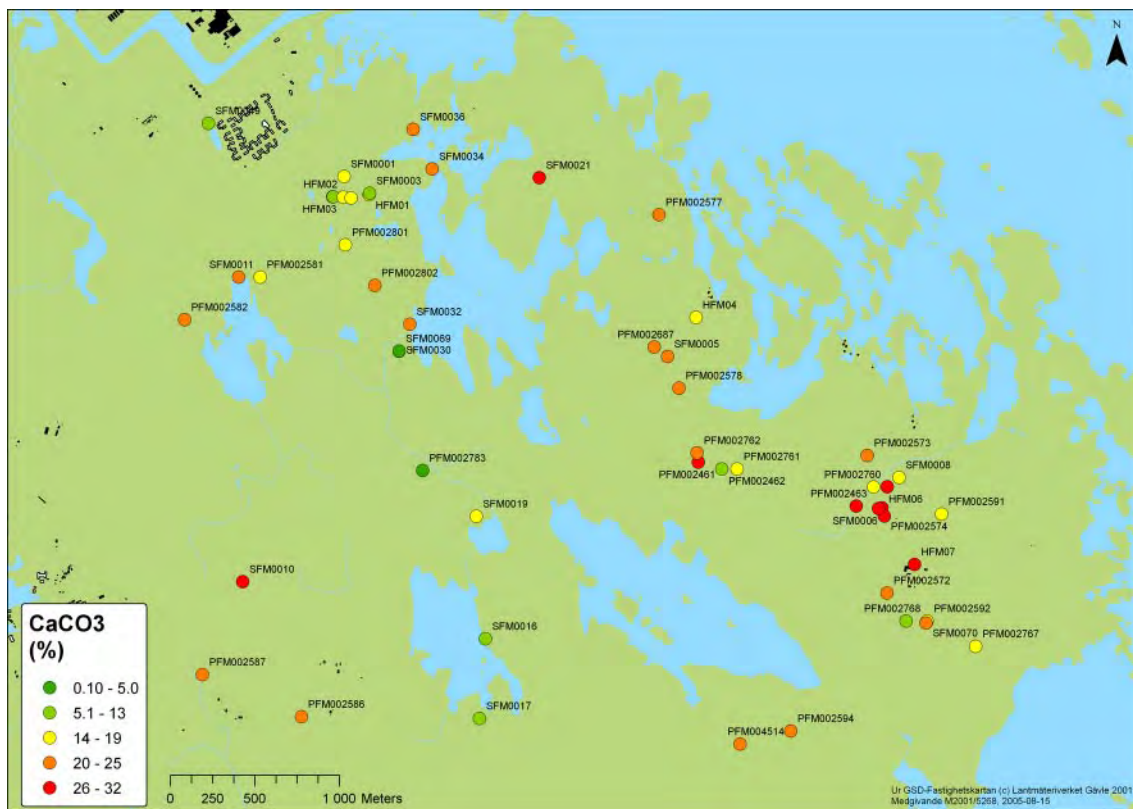 N
SFM0049
SFM0036
SFM0034
SFM0001
SFM0021
HFM02
SFM0003
HFM03
HFM01
PFM002577
PFM002801
SFM0011
PFM002581
PFM002802
PFM002582
HFM04
SFM0032
SFM0069
SFM0030
PFM002687
SFM0005
PFM002578
PFM002762
PFM002573
PFM002783
PFM002761
PFM002461
PFM002462
PFM002760
SFM0008
PFM002463
HFM06
SFM0019
PFM002591
SFM0006
PFM002574
HFM07
SFM0010
PFM002572
PFM002768
PFM002592
SFM0016
SFM0070
PFM002767
PFM002587
PFM002586
SFM0017
PFM004514
PFM002594
CaCO3
(%)
0.10 - 5.0
5.1 - 13
14 - 19
20 - 25
26 - 32
0 250 500 1 000 Meters
Ur GSD-Fastighetskartan (c) Lantmäteriverket Gävle 2001
Medgivande M2001/5268, 2005-08-15